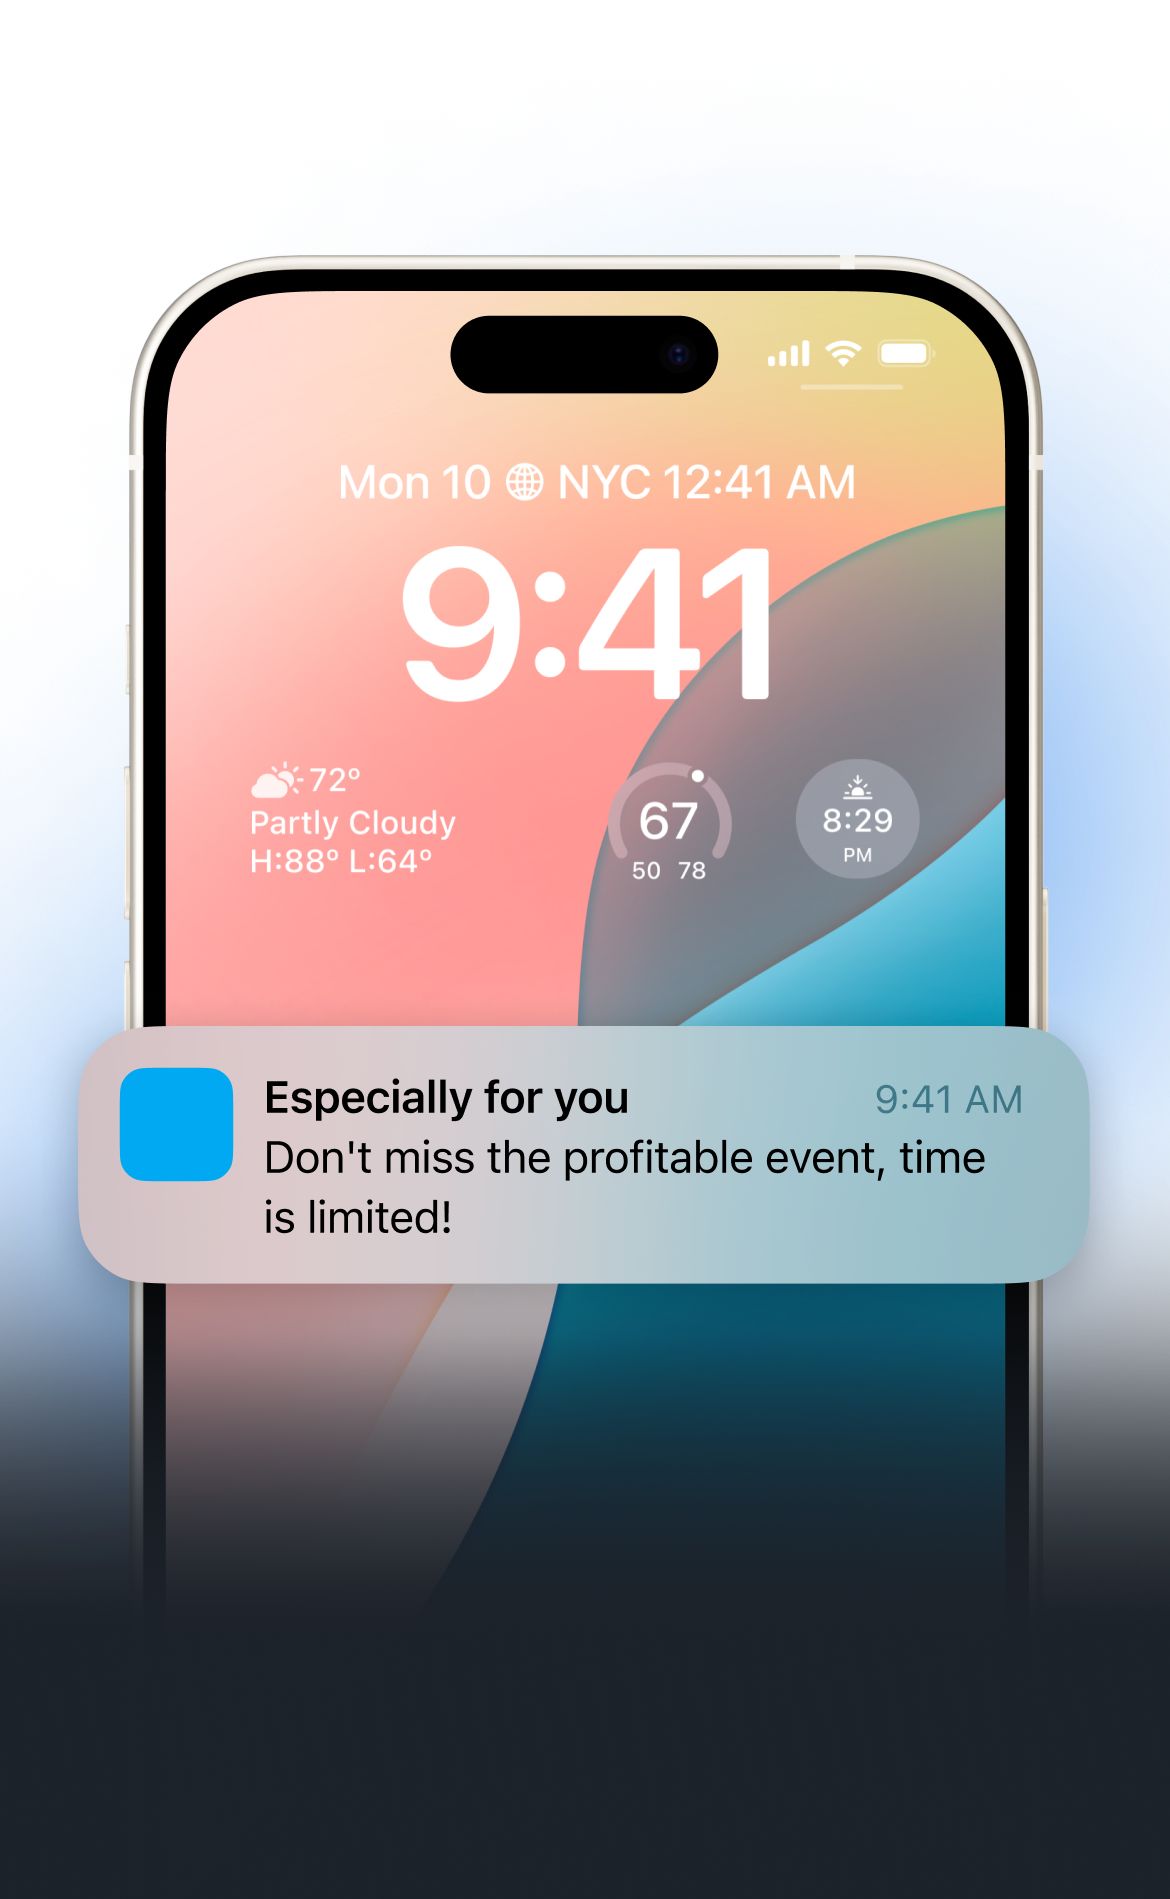 Mon 10 NYC 12:41 AM
9:41
72°
Partly Cloudy
H:88° L:64°
67
50 78
8:29
PM
Especially for you 9:41 AM
Don't miss the profitable event, time
is limited!